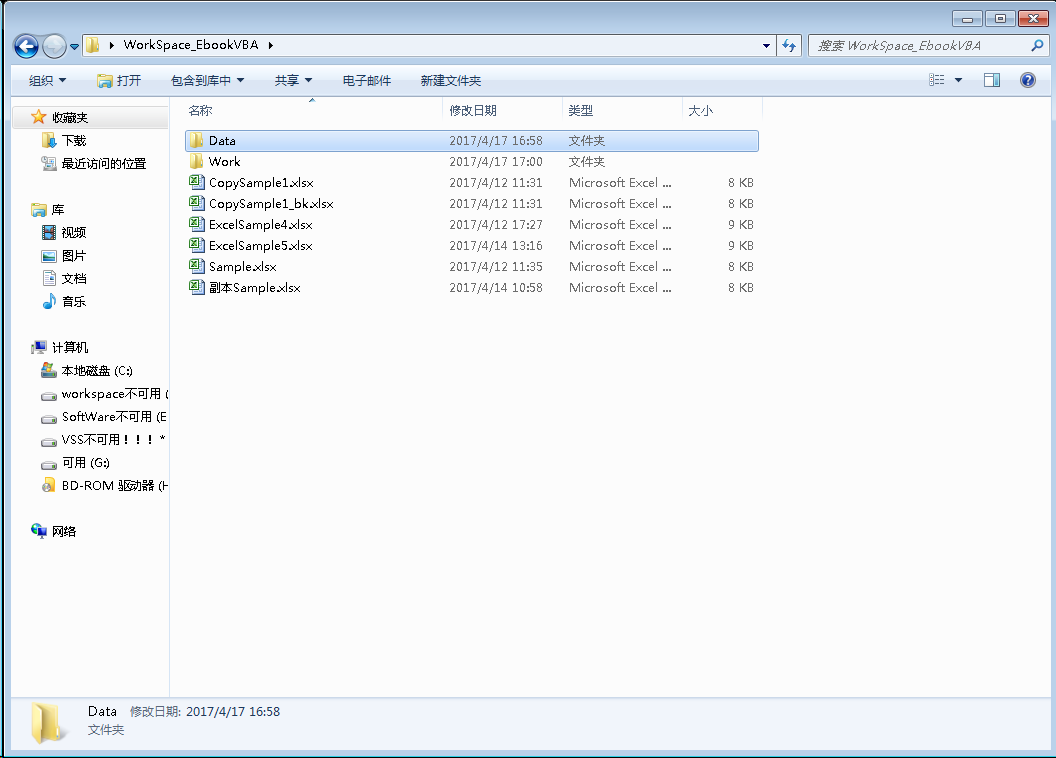 WorkSpace_EbookVBA
搜索 WorkSpace_EbookVBA
组织 打开 包含到库中 共享 电子邮件 新建文件夹
收藏夹
下载
最近访问的位置
库
视频
图片
文档
音乐
计算机
本地磁盘 (C:)
workspace不可用 (
SoftWare不可用 (E
VSS不可用！！！ *
可用 (G:)
BD-ROM 驱动器 (H
网络
名称 修改日期 类型 大小
Data 2017/4/17 16:58 文件夹
Work 2017/4/17 17:00 文件夹
CopySample1.xlsx 2017/4/12 11:31 Microsoft Excel ... 8 KB
CopySample1_bk.xlsx 2017/4/12 11:31 Microsoft Excel ... 8 KB
ExcelSample4.xlsx 2017/4/12 17:27 Microsoft Excel ... 9 KB
ExcelSample5.xlsx 2017/4/14 13:16 Microsoft Excel ... 9 KB
Sample.xlsx 2017/4/12 11:35 Microsoft Excel ... 8 KB
副本Sample.xlsx 2017/4/14 10:58 Microsoft Excel ... 8 KB
Data 修改日期: 2017/4/17 16:58
文件夹